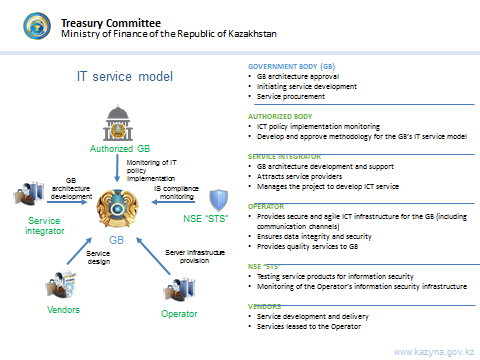 Treasury Committee
Ministry of Finance of the Republic of Kazakhstan
IT service model
Authorized GB
Monitoring of IT
policy
implementation
GB
architecture
development
IS compliance
monitoring
Service
integrator
GB
NSE “STS”
Service
design
Server infrastructure
provision
Vendors
Operator
GOVERNMENT BODY (GB)
• GB architecture approval
• Initiating service development
• Service procurement
AUTHORIZED BODY
• ICT policy implementation monitoring
• Develop and approve methodology for the GB’s IT service model
SERVICE INTEGRATOR
• GB architecture development and support
• Attracts service providers
• Manages the project to develop ICT service
OPERATOR
• Provides secure and agile ICT infrastructure for the GB (including
communication channels)
• Ensures data integrity and security
• Provides quality services to GB
NSE “STS”
• Testing service products for information security
• Monitoring of the Operator’s information security infrastructure
VENDORS
• Service development and delivery
• Services leased to the Operator
www.kazyna.gov.kz